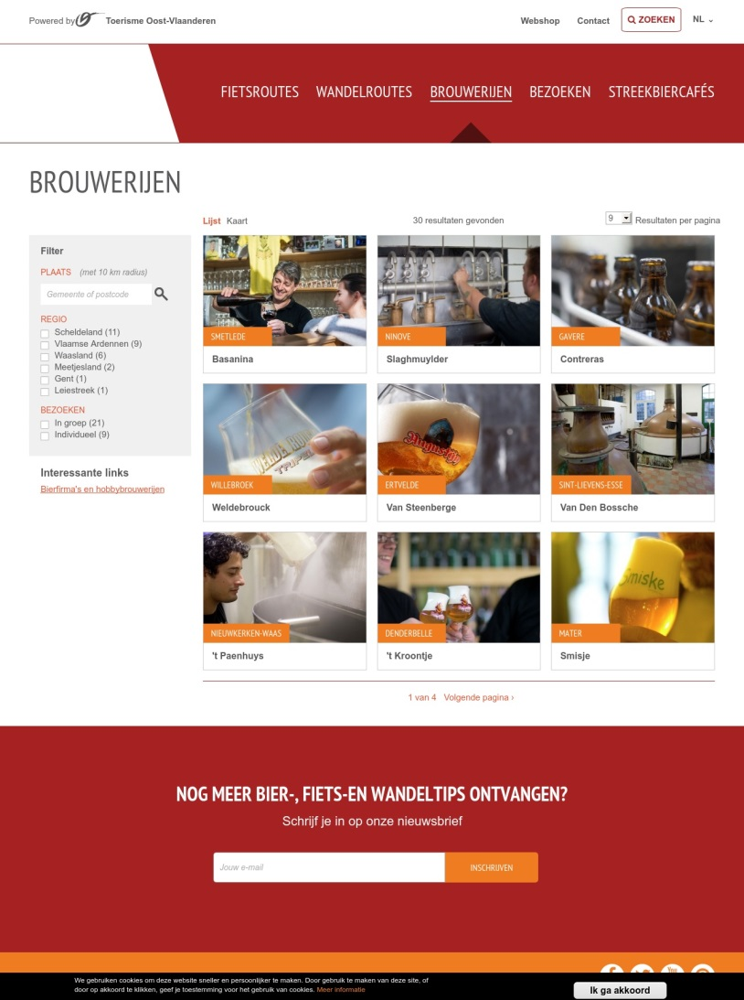 Powered by Toerisme Oost-Vlaanderen
Webshop Contact ZOEKEN NL
FIETSROUTES WANDELROUTES BROUWERIJEN BEZOEKEN STREEKBIERCAFÉS
BROUWERIJEN
Lijst Kaart
30 resultaten gevonden
9 Resultaten per pagina
Filter
PLAATS (met 10 km radius)
Gemeente of postcode
REGIO
Scheldeland (11)
Vlaamse Ardennen (9)
Waasland (6)
Meetjesland (2)
Gent (1)
Leiestreek (1)
BEZOEKEN
In groep (21)
Individueel (9)
Interessante links
Bierfirma's en hobbybrouwerijen
SMETLEDE
Basanina
NINOVE
Slaghmuylder
GAVERE
Contreras
TRIPEL
WILLEBROEK
Weldebrouck
Augustijn
ERTVELDE
Van Steenberge
SINT-LIEVENS-ESSE
Van Den Bossche
NIEUWKERKEN-WAAS
't Paenhuys
DENDERBELLE
't Kroontje
Smiske
MATER
Smisje
1 van 4 Volgende pagina ›
NOG MEER BIER-, FIETS-EN WANDELTIPS ONTVANGEN?
Schrijf je in op onze nieuwsbrief
Jouw e-mail
INSCHRIJVEN
You
We gebruiken cookies om deze website sneller en persoonlijker te maken. Door gebruik te maken van deze site, of
door op akkoord te klikken, geef je toestemming voor het gebruik van cookies. Meer informatie
Ik ga akkoord